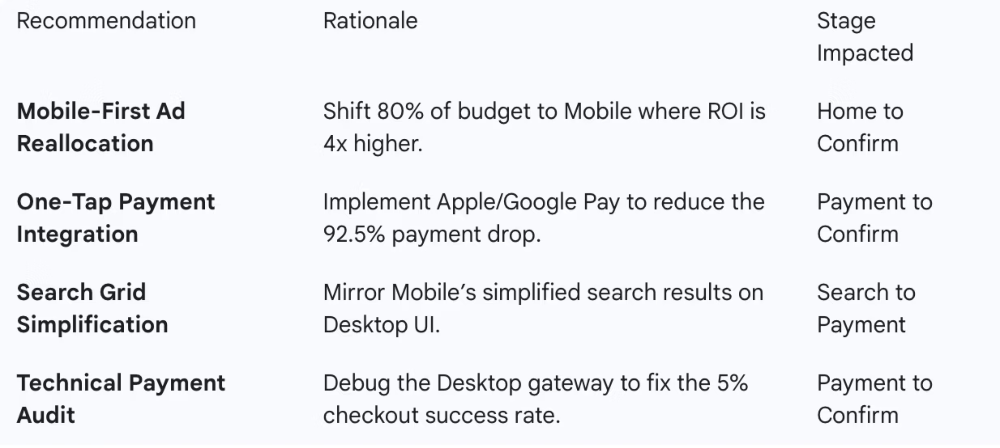 Recommendation
Rationale
Stage
Impacted
Mobile-First Ad
Reallocation
Shift 80% of budget to Mobile where ROI is
4x higher.
Home to
Confirm
One-Tap Payment
Integration
Implement Apple/Google Pay to reduce the
92.5% payment drop.
Payment to
Confirm
Search Grid
Simplification
Mirror Mobile’s simplified search results on
Desktop UI.
Search to
Payment
Technical Payment
Audit
Debug the Desktop gateway to fix the 5%
checkout success rate.
Payment to
Confirm